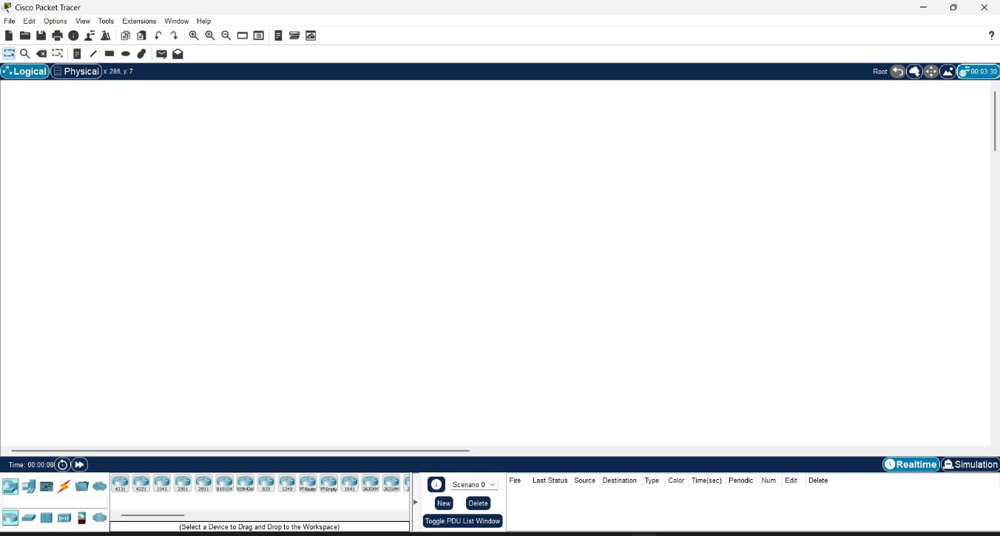 Cisco Packet Tracer
File Edit Options View Tools Extensions Window Help
?
Logical Physical x: 286, y: 7 Root 00:03:30
Time: 00:00:08 Realtime Simulation
4331 4321 1941 2901 2911 819IOX 819HGW 829 1240 PT-Router PT-Empty 1841 2620XM 2621XM 2
(Select a Device to Drag and Drop to the Workspace)
Scenario 0
New Delete
Toggle PDU List Window
Fire Last Status Source Destination Type Color Time(sec) Periodic Num Edit Delete